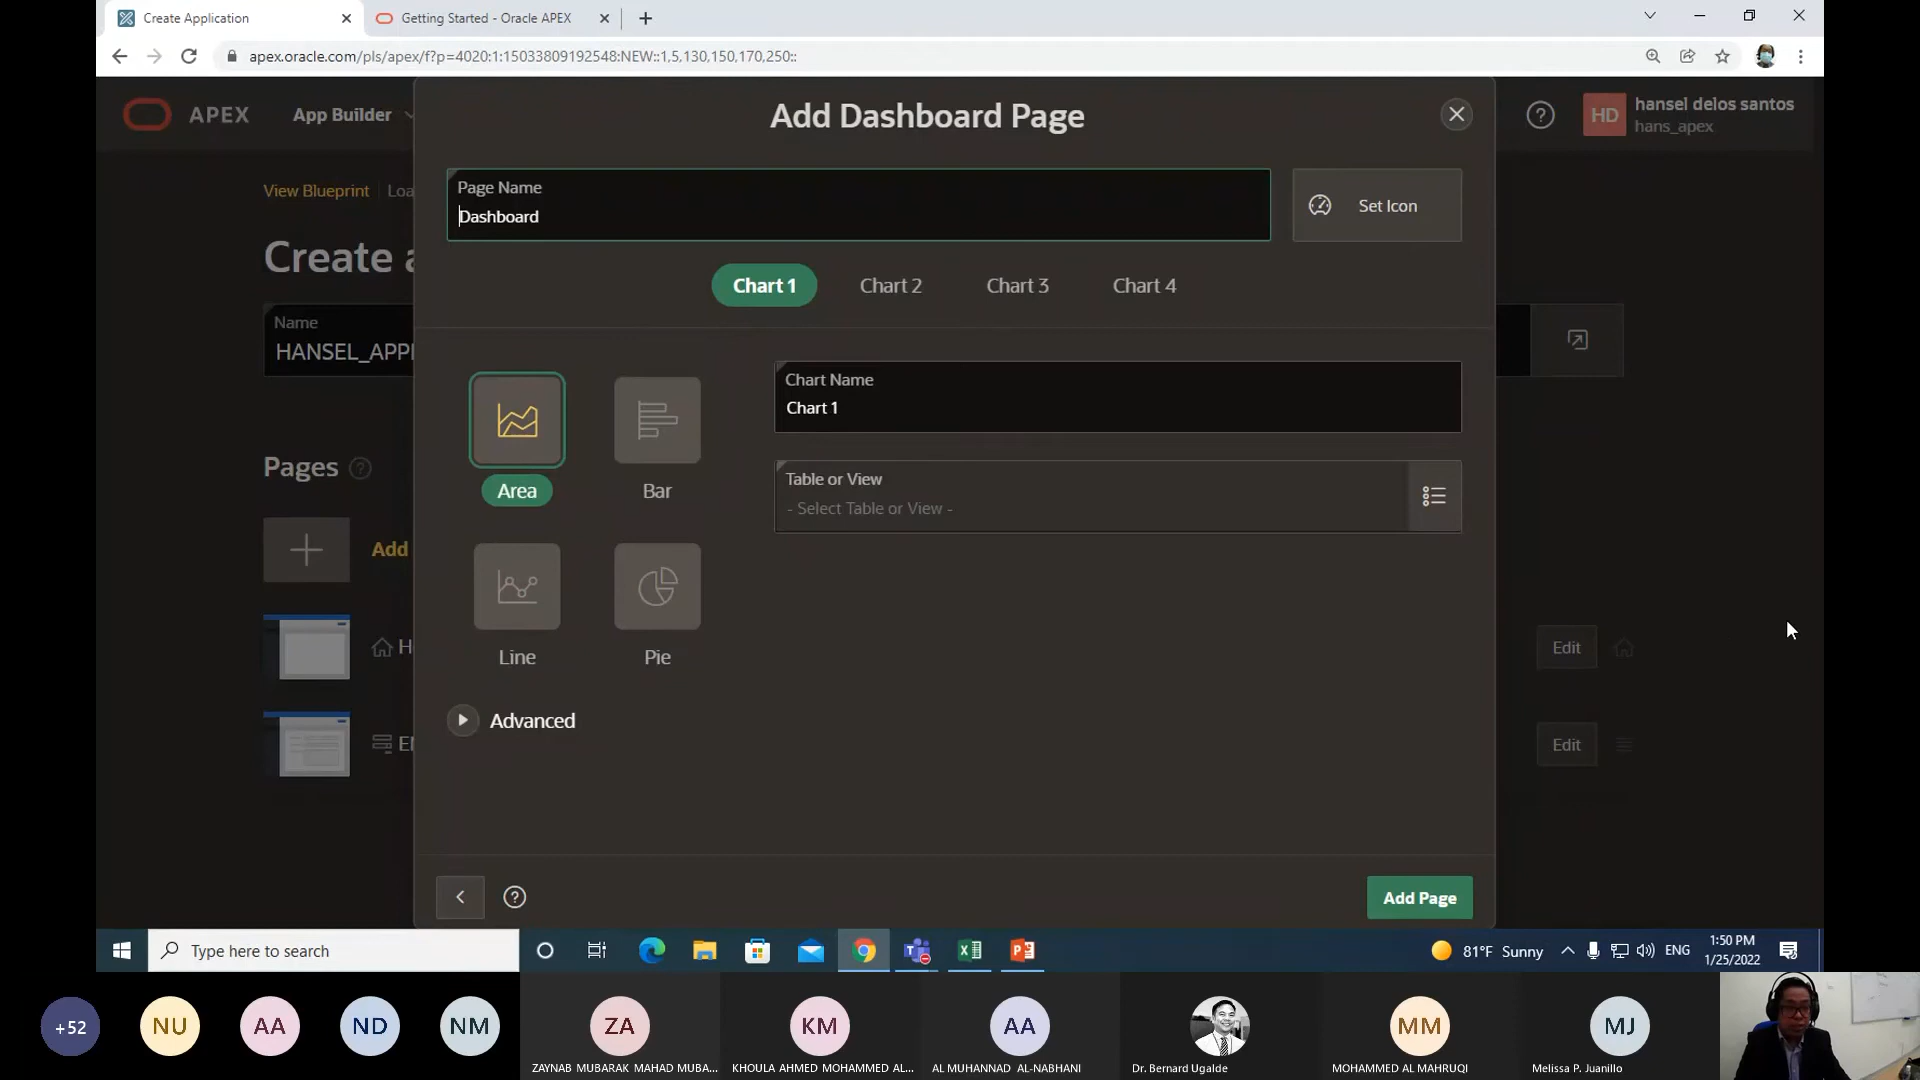 Create Application
Getting Started - Oracle APEX
apex.oracle.com/pls/apex/f?p=4020:1:15033809192548:NEW::1,5,130,150,170,250::
APEX
App Builder
Add Dashboard Page
HD
hansel delos santos
hans_apex
View Blueprint
Loa
Page Name
Dashboard
Set Icon
Create a
Chart 1
Chart 2
Chart 3
Chart 4
Name
HANSEL_APPI
Chart Name
Chart 1
Pages
Table or View
- Select Table or View -
Area
Bar
Add
Line
Pie
Edit
Edit
Advanced
Add Page
Type here to search
81°F Sunny
ENG
1:50 PM
1/25/2022
+52
NU
AA
ND
NM
ZA
KM
AA
MM
MJ
ZAYNAB MUBARAK MAHAD MUBA...
KHOULA AHMED MOHAMMED AL...
AL MUHANNAD AL-NABHANI
Dr. Bernard Ugalde
MOHAMMED AL MAHRUQI
Melissa P. Juanillo